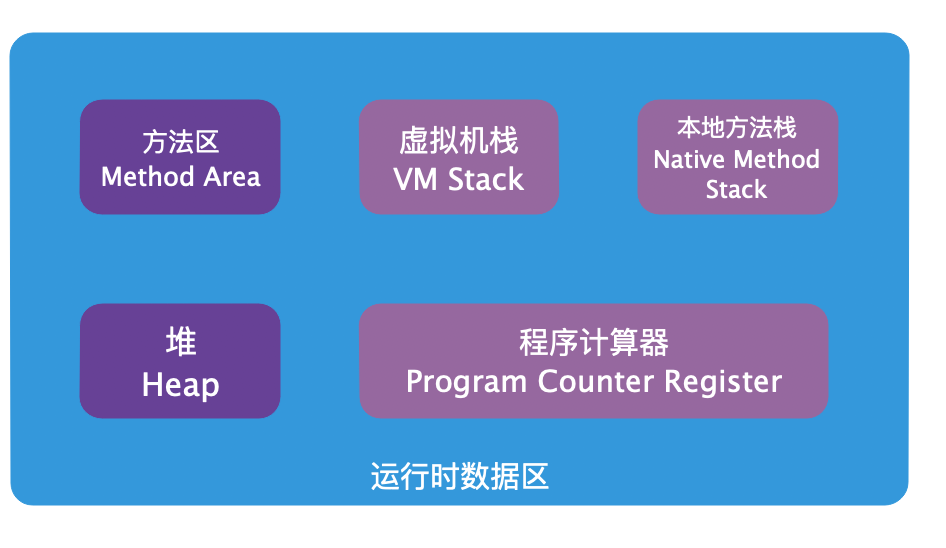 方法区
Method Area
虚拟机栈
VM Stack
本地方法栈
Native Method
Stack
堆
Heap
程序计算器
Program Counter Register
运行时数据区